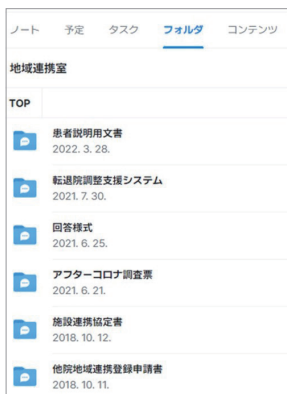 ノート 予定 タスク フォルダ コンテンツ
地域連携室
TOP
患者説明用文書
2022. 3. 28.
転退院調整支援システム
2021. 7. 30.
回答様式
2021. 6. 25.
アフターコロナ調査票
2021. 6. 21.
施設連携協定書
2018. 10. 12.
他院地域連携登録申請書
2018. 10. 11.